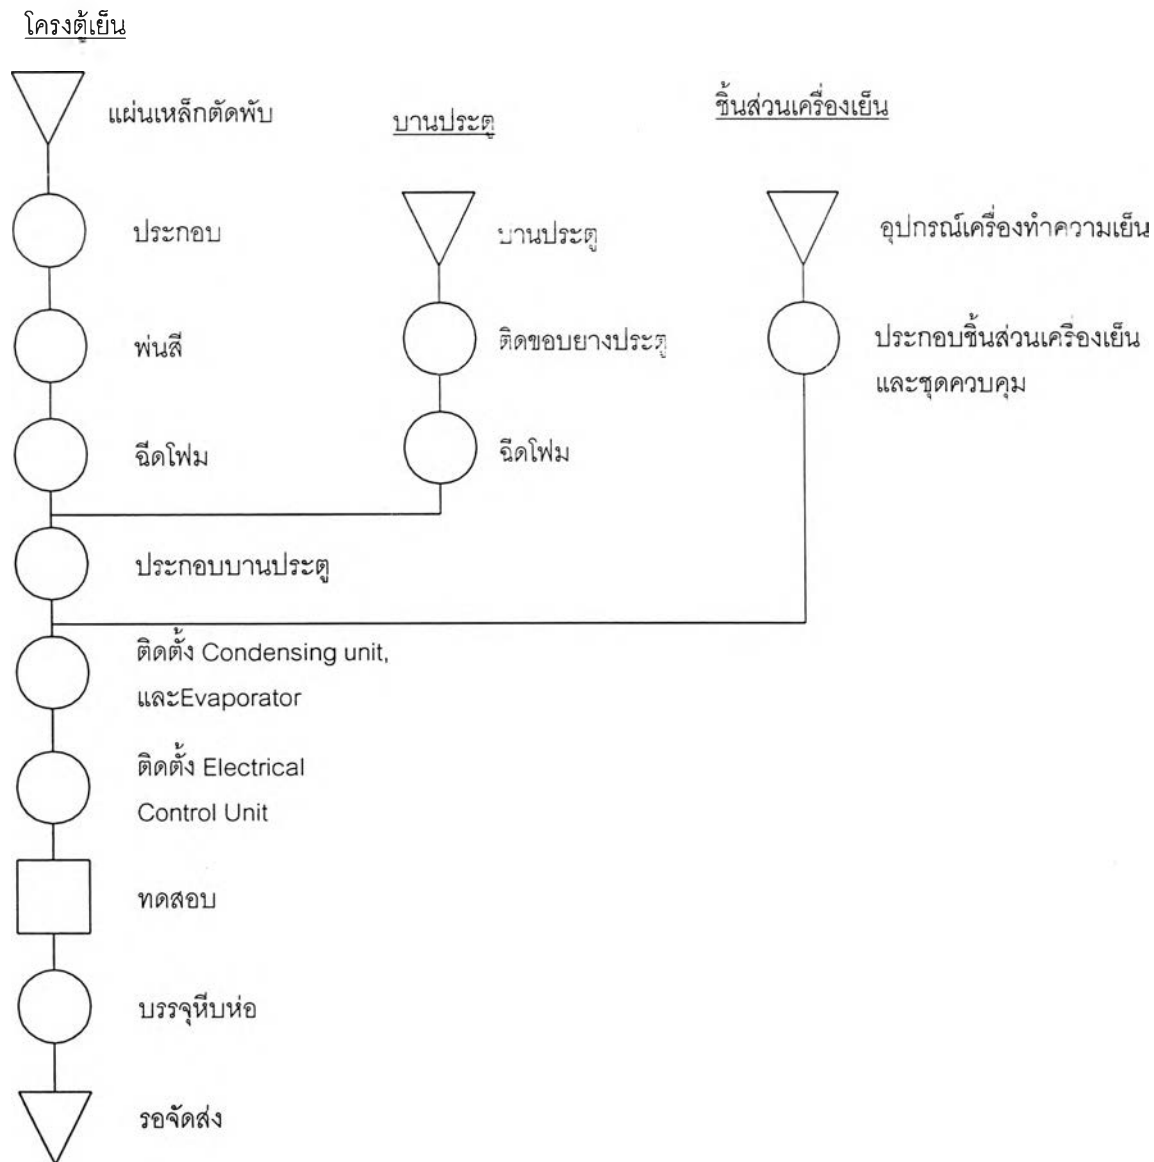 โครงตู้เย็น
แผ่นเหล็กตัดพับ
ประกอบ
พ่นสี
ฉีดโฟม
บานประตู
บานประตู
ติดขอบยางประตู
ฉีดโฟม
ชิ้นส่วนเครื่องเย็น
อุปกรณ์เครื่องทำความเย็น
ประกอบชิ้นส่วนเครื่องเย็น
และชุดควบคุม
ประกอบบานประตู
ติดตั้ง Condensing unit,
และEvaporator
ติดตั้ง Electrical
Control Unit
ทดสอบ
บรรจุหีบห่อ
รอจัดส่ง